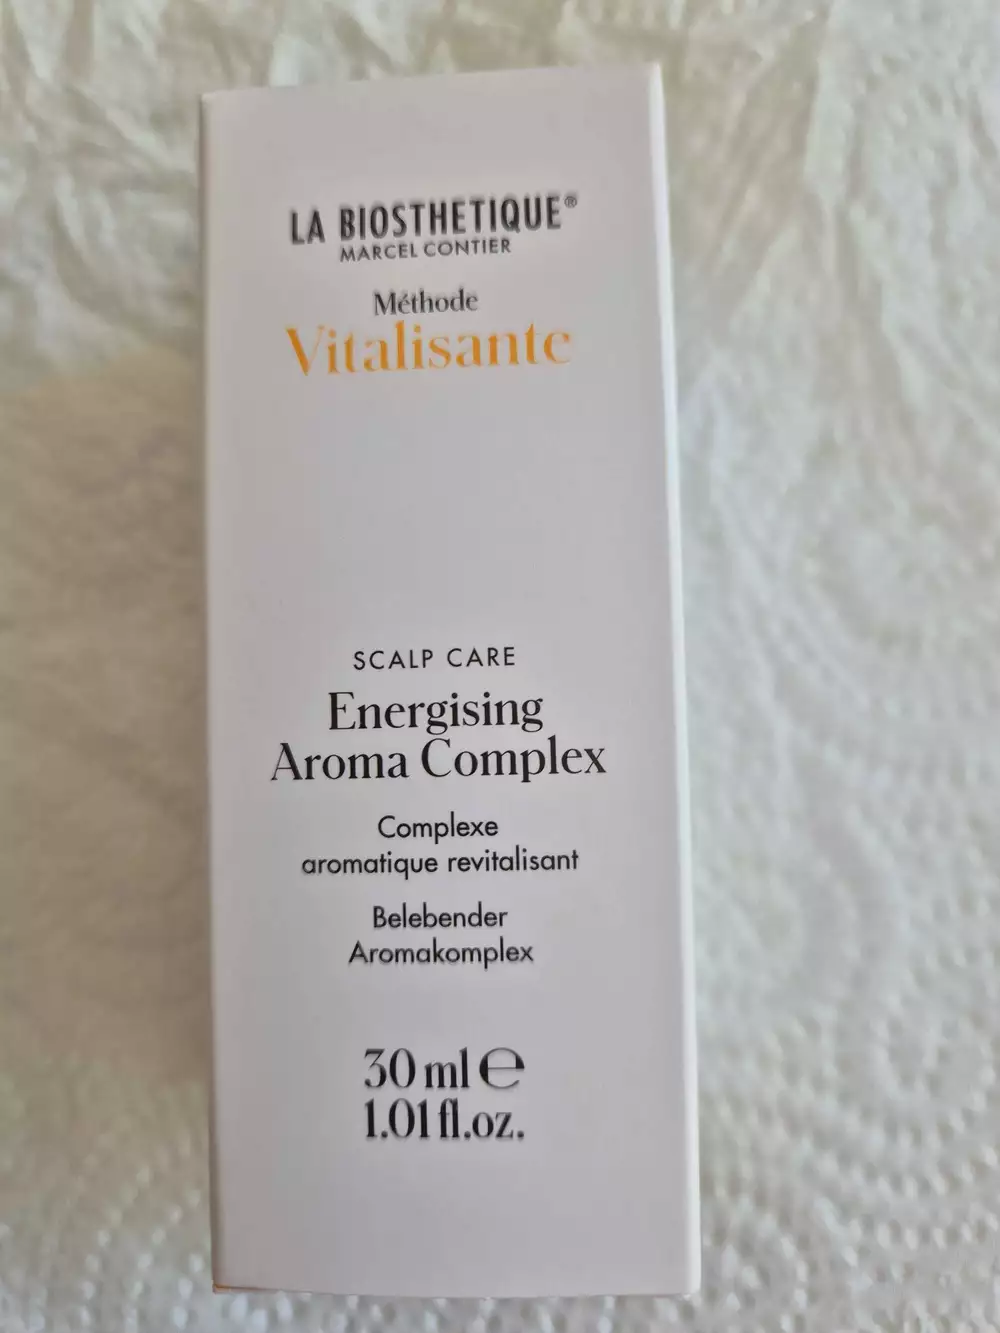 LA BIOSTHETIQUE®
MARCEL CONTIER
Méthode
Vitalisante
SCALP CARE
Energising
Aroma Complex
Complexe
aromatique revitalisant
Belebender
Aromakomplex
30 ml ℮
1.01 fl.oz.